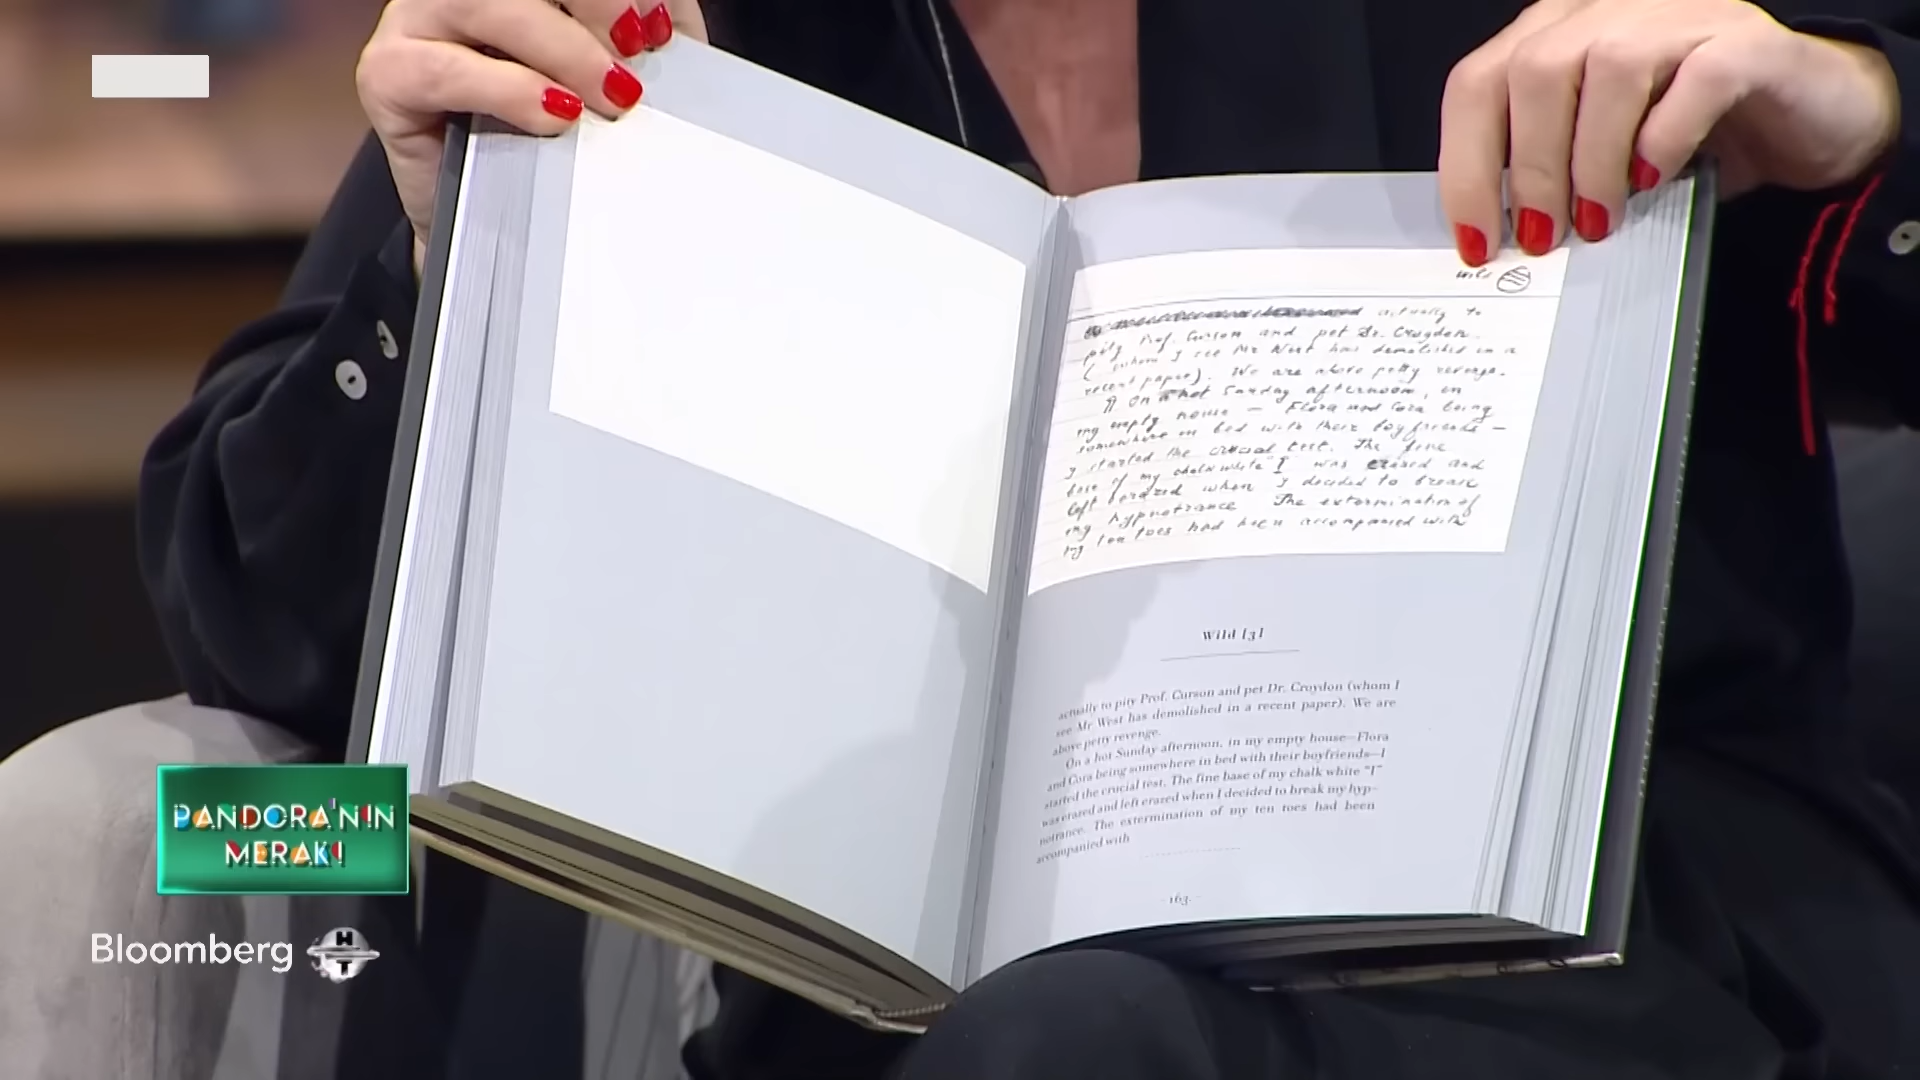 wild
actually to
pity Prof. Curson and pet Dr. Croydon
(whom I see Mr West has demolished in a
recent paper). We are above petty revenge.
On a hot Sunday afternoon, in
my empty house — Flora and Cora being
somewhere in bed with their boyfriends —
I started the crucial test. The fine
base of my chalk white "I" was erased and
left erazed when I decided to break
my hypnotrance. The extermination of
my ten toes had been accompanied with
Wild [3]
actually to pity Prof. Curson and pet Dr. Croydon (whom I
see Mr West has demolished in a recent paper). We are
above petty revenge.
On a hot Sunday afternoon, in my empty house—Flora
and Cora being somewhere in bed with their boyfriends—I
started the crucial test. The fine base of my chalk white "I"
was erazed and left erazed when I decided to break my hyp-
notrance. The extermination of my ten toes had been
accompanied with
163
PANDORA'NIN
MERAKI
Bloomberg HT